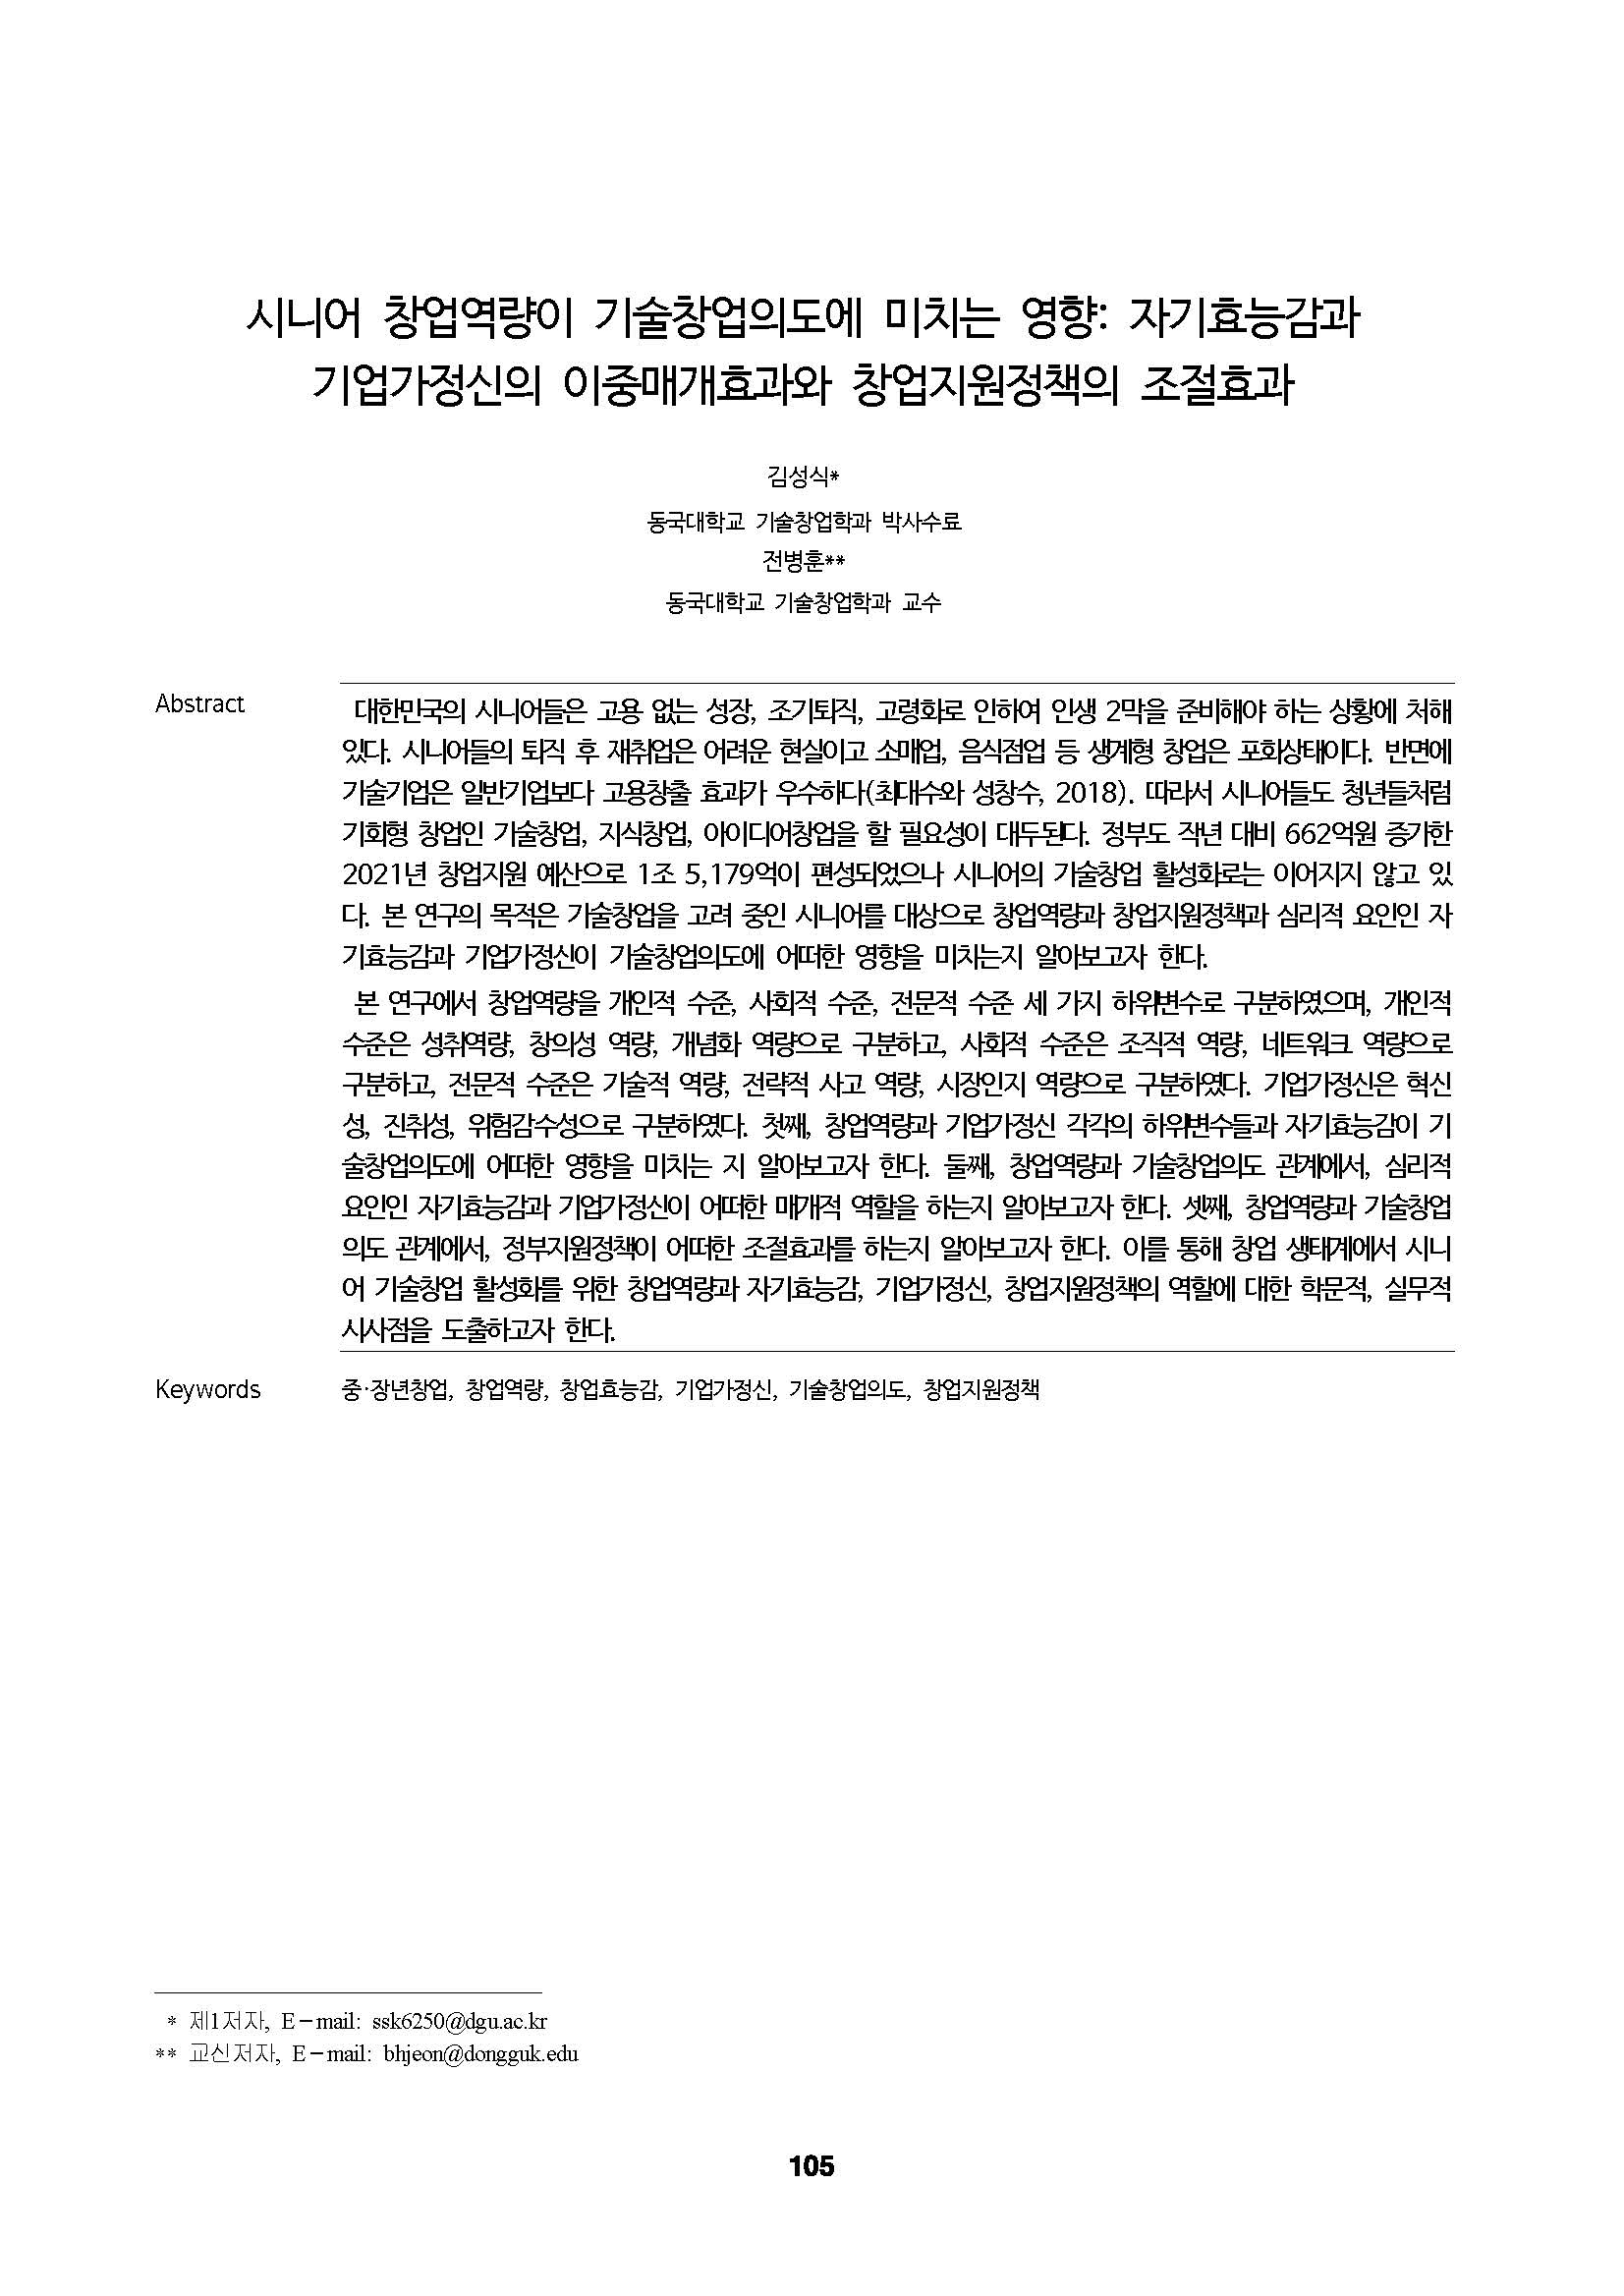 시니어 창업역량이 기술창업의도에 미치는 영향: 자기효능감과
기업가정신의 이중매개효과와 창업지원정책의 조절효과
김성식*
동국대학교 기술창업학과 박사수료
전병훈**
동국대학교 기술창업학과 교수
Abstract
대한민국의 시니어들은 고용 없는 성장, 조기퇴직, 고령화로 인하여 인생 2막을 준비해야 하는 상황에 처해
있다. 시니어들의 퇴직 후 재취업은 어려운 현실이고 소매업, 음식점업 등 생계형 창업은 포화상태이다. 반면에
기술기업은 일반기업보다 고용창출 효과가 우수하다(최대수와 성창수, 2018). 따라서 시니어들도 청년들처럼
기회형 창업인 기술창업, 지식창업, 아이디어창업을 할 필요성이 대두된다. 정부도 작년 대비 662억원 증가한
2021년 창업지원 예산으로 1조 5,179억이 편성되었으나 시니어의 기술창업 활성화로는 이어지지 않고 있
다. 본 연구의 목적은 기술창업을 고려 중인 시니어를 대상으로 창업역량과 창업지원정책과 심리적 요인인 자
기효능감과 기업가정신이 기술창업의도에 어떠한 영향을 미치는지 알아보고자 한다.
본 연구에서 창업역량을 개인적 수준, 사회적 수준, 전문적 수준 세 가지 하위변수로 구분하였으며, 개인적
수준은 성취역량, 창의성 역량, 개념화 역량으로 구분하고, 사회적 수준은 조직적 역량, 네트워크 역량으로
구분하고, 전문적 수준은 기술적 역량, 전략적 사고 역량, 시장인지 역량으로 구분하였다. 기업가정신은 혁신
성, 진취성, 위험감수성으로 구분하였다. 첫째, 창업역량과 기업가정신 각각의 하위변수들과 자기효능감이 기
술창업의도에 어떠한 영향을 미치는 지 알아보고자 한다. 둘째, 창업역량과 기술창업의도 관계에서, 심리적
요인인 자기효능감과 기업가정신이 어떠한 매개적 역할을 하는지 알아보고자 한다. 셋째, 창업역량과 기술창업
의도 관계에서, 정부지원정책이 어떠한 조절효과를 하는지 알아보고자 한다. 이를 통해 창업 생태계에서 시니
어 기술창업 활성화를 위한 창업역량과 자기효능감, 기업가정신, 창업지원정책의 역할에 대한 학문적, 실무적
시사점을 도출하고자 한다.
Keywords
중·장년창업, 창업역량, 창업효능감, 기업가정신, 기술창업의도, 창업지원정책
* 제1저자, E-mail: ssk6250@dgu.ac.kr
** 교신저자, E-mail: bhjeon@dongguk.edu
105